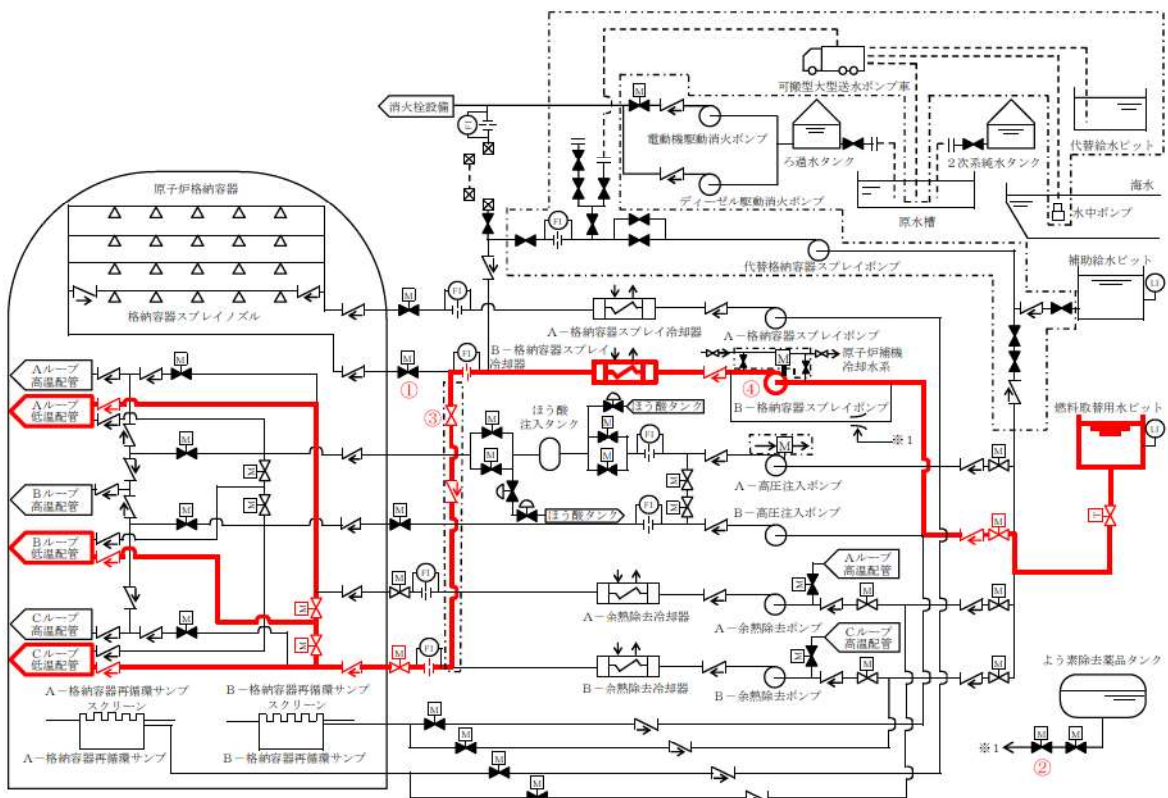 可搬型大型送水ポンプ車
消火栓設備
M
FI
電動機駆動消火ポンプ
ろ過水タンク
2次系純水タンク
代替給水ピット
原子炉格納容器
海水
ディーゼル駆動消火ポンプ
原水槽
水中ポンプ
FI
代替格納容器スプレイポンプ
補助給水ピット
LI
M
FI
格納容器スプレイノズル
A-格納容器スプレイ冷却器
A-格納容器スプレイポンプ
B-格納容器スプレイ
冷却器
原子炉補機
冷却水系
M
①
FI
④
M
B-格納容器スプレイポンプ
Aループ
高温配管
M
Aループ
低温配管
③
ほう酸
注入タンク
ほう酸タンク
※1
燃料取替用水ピット
LI
M
M
M
M
FI
M
M
M
A-高圧注入ポンプ
M
Bループ
高温配管
M
M
M
ほう酸タンク
FI
M
B-高圧注入ポンプ
M
T
Bループ
低温配管
Aループ
高温配管
M
M
FI
M
M
M
A-余熱除去冷却器
A-余熱除去ポンプ
Cループ
高温配管
M
M
Cループ
高温配管
Cループ
低温配管
M
FI
M
M
M
B-余熱除去冷却器
B-余熱除去ポンプ
よう素除去薬品タンク
A-格納容器再循環サンプ
スクリーン
B-格納容器再循環サンプ
スクリーン
M
M
※1
M
M
②
A-格納容器再循環サンプ
B-格納容器再循環サンプ
M
M